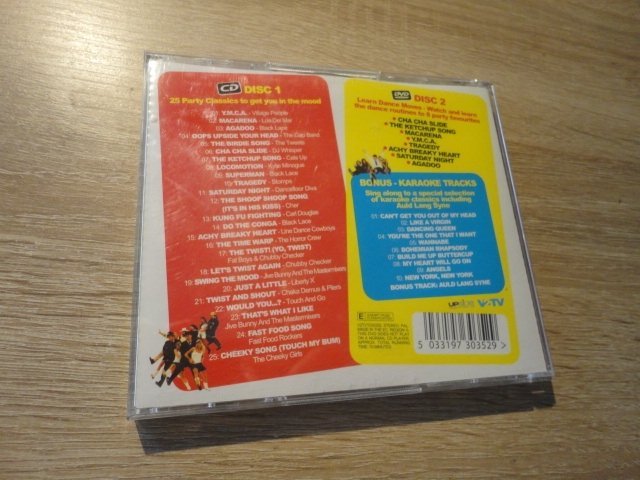 CD DISC 1
25 Party Classics to get you in the mood
01. Y.M.C.A. - Village People
02. MACARENA - Los Del Mar
03. AGADOO - Black Lace
04. OOPS UPSIDE YOUR HEAD - The Gap Band
05. THE BIRDIE SONG - The Tweets
06. CHA CHA SLIDE - DJ Whisper
07. THE KETCHUP SONG - Cats Up
08. LOCOMOTION - Kylie Minogue
09. SUPERMAN - Black Lace
10. TRAGEDY - Stomps
11. SATURDAY NIGHT - Dancefloor Diva
12. THE SHOOP SHOOP SONG
(IT'S IN HIS KISS) - Cher
13. KUNG FU FIGHTING - Carl Douglas
14. DO THE CONGA - Black Lace
15. ACHY BREAKY HEART - Line Dance Cowboys
16. THE TIME WARP - The Horror Crew
17. THE TWIST! (YO, TWIST)
Fat Boys & Chubby Checker
18. LET'S TWIST AGAIN - Chubby Checker
19. SWING THE MOOD - Jive Bunny And The Mastermixers
20. JUST A LITTLE - Liberty X
21. TWIST AND SHOUT - Chaka Demus & Pliers
22. WOULD YOU...? - Touch And Go
23. THAT'S WHAT I LIKE
Jive Bunny And The Mastermixers
24. FAST FOOD SONG
Fast Food Rockers
25. CHEEKY SONG (TOUCH MY BUM)
The Cheeky Girls
DVD DISC 2
Learn Dance Moves - Watch and learn
the dance routines to 8 party favourites
CHA CHA SLIDE
THE KETCHUP SONG
MACARENA
Y.M.C.A.
TRAGEDY
ACHY BREAKY HEART
SATURDAY NIGHT
AGADOO
BONUS - KARAOKE TRACKS
Sing along to a special selection
of karaoke classics including
Auld Lang Syne
01. CAN'T GET YOU OUT OF MY HEAD
02. LIKE A VIRGIN
03. DANCING QUEEN
04. YOU'RE THE ONE THAT I WANT
05. WANNABE
06. BOHEMIAN RHAPSODY
07. BUILD ME UP BUTTERCUP
08. MY HEART WILL GO ON
09. ANGELS
10. NEW YORK, NEW YORK
BONUS TRACK: AULD LANG SYNE
TV
E
5 033197 303529 >